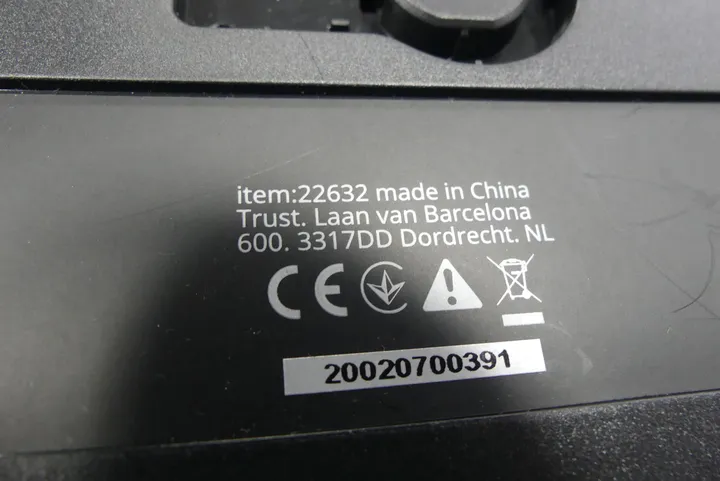 item:22632 made in China
Trust. Laan van Barcelona
600. 3317DD Dordrecht. NL
CE
20020700391